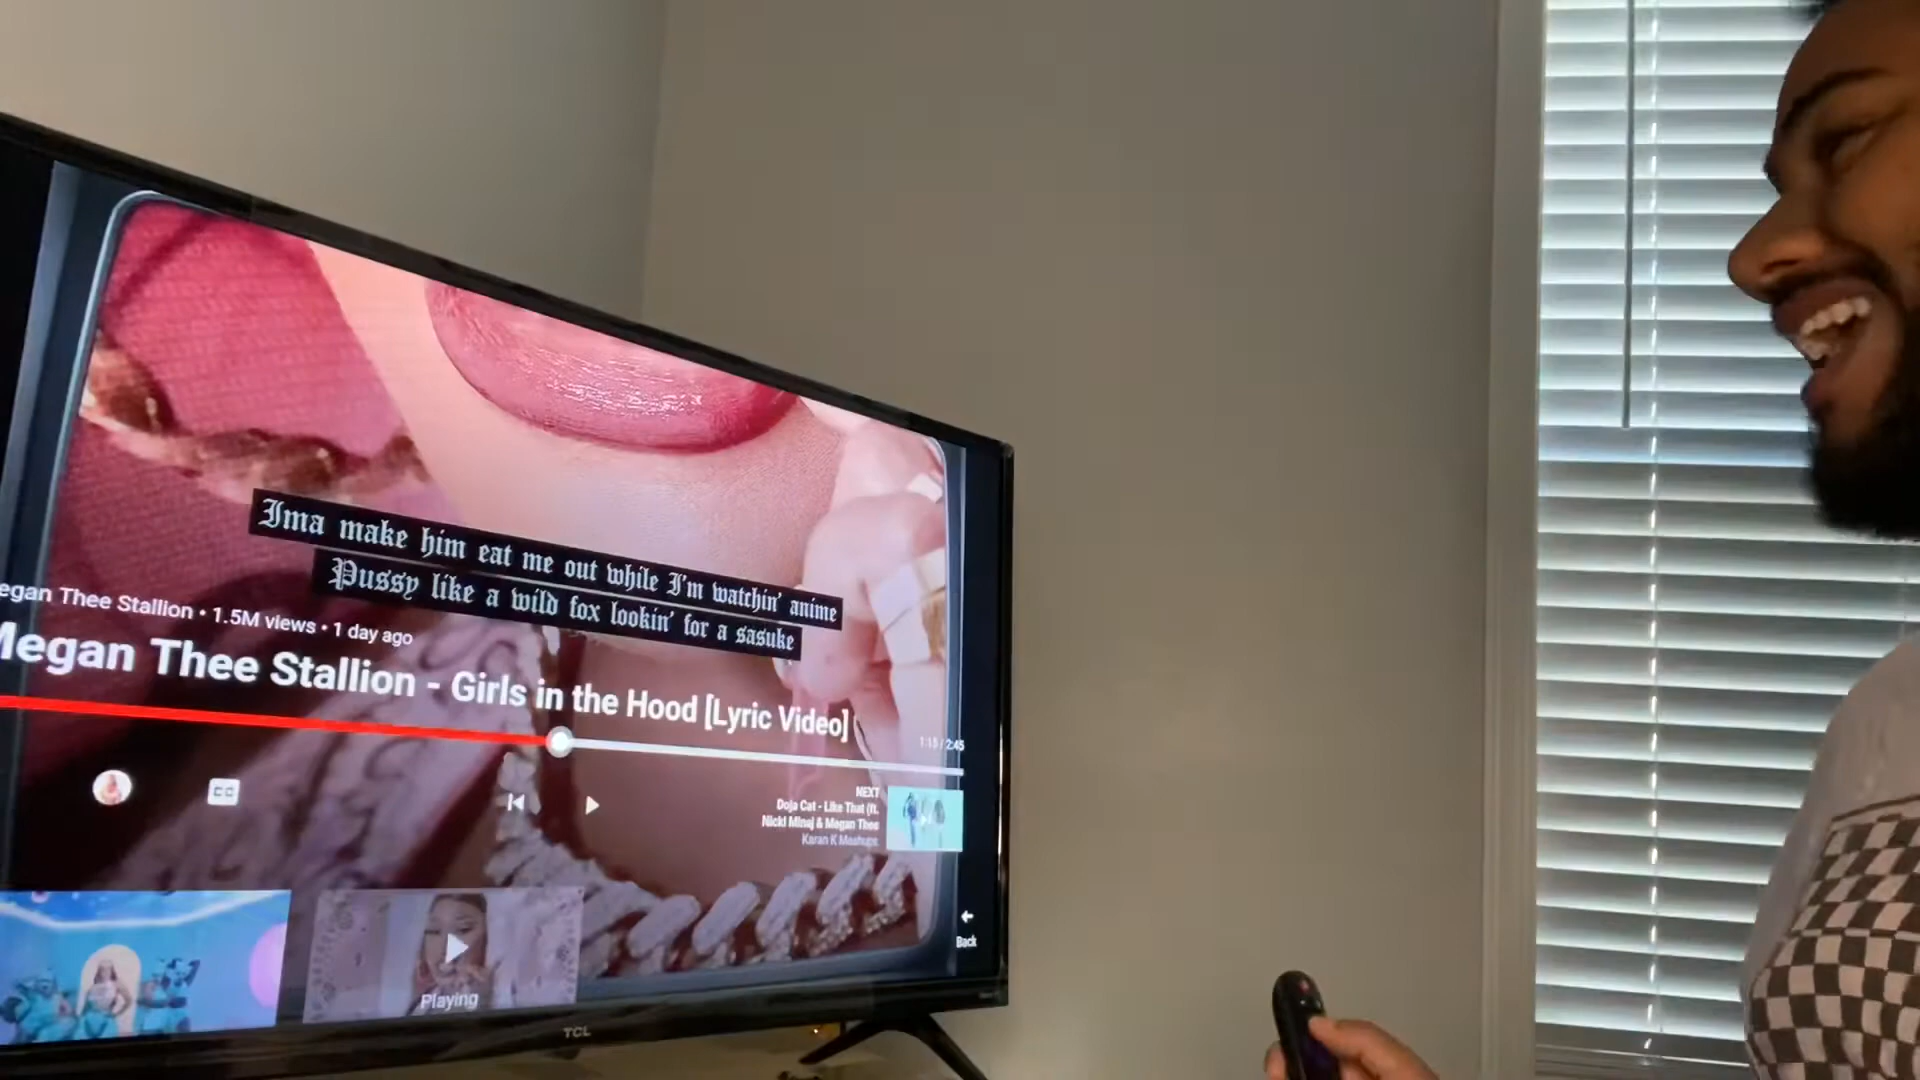 Ima make him eat me out while I'm watchin' anime
Pussy like a wild fox lookin' for a sasuke
egan Thee Stallion • 1.5M views • 1 day ago
Megan Thee Stallion - Girls in the Hood [Lyric Video]
1:15 / 2:45
CC
NEXT
Doja Cat - Like That (ft.
Nicki Minaj & Megan Thee
Karan K Mashups
Back
Playing
TCL